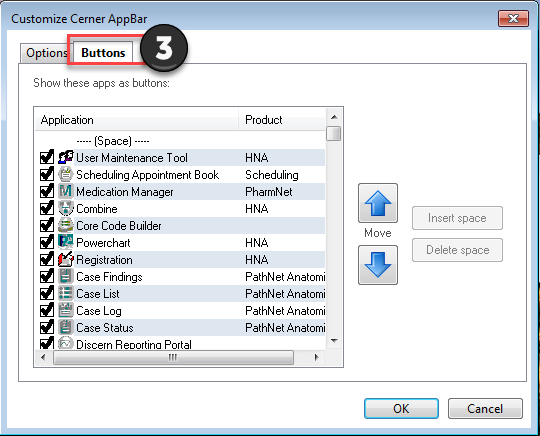 Customize Cerner AppBar
Options Buttons 3
Show these apps as buttons:
Application Product
----- (Space) -----
User Maintenance Tool HNA
Scheduling Appointment Book Scheduling
Medication Manager PharmNet
Combine HNA
Core Code Builder
Powerchart HNA
Registration HNA
Case Findings PathNet Anatomi
Case List PathNet Anatomi
Case Log PathNet Anatomi
Case Status PathNet Anatomi
Discern Reporting Portal
Move
Insert space
Delete space
OK Cancel